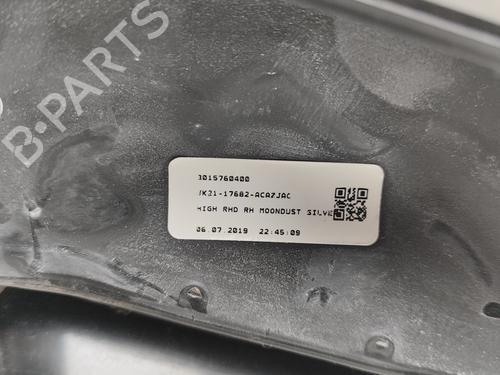 B-PARTS
3015760400
JK21-17682-ACAZJAC
HIGH RHD RH MOONDUST SILVE
06.07.2019 22:45:09